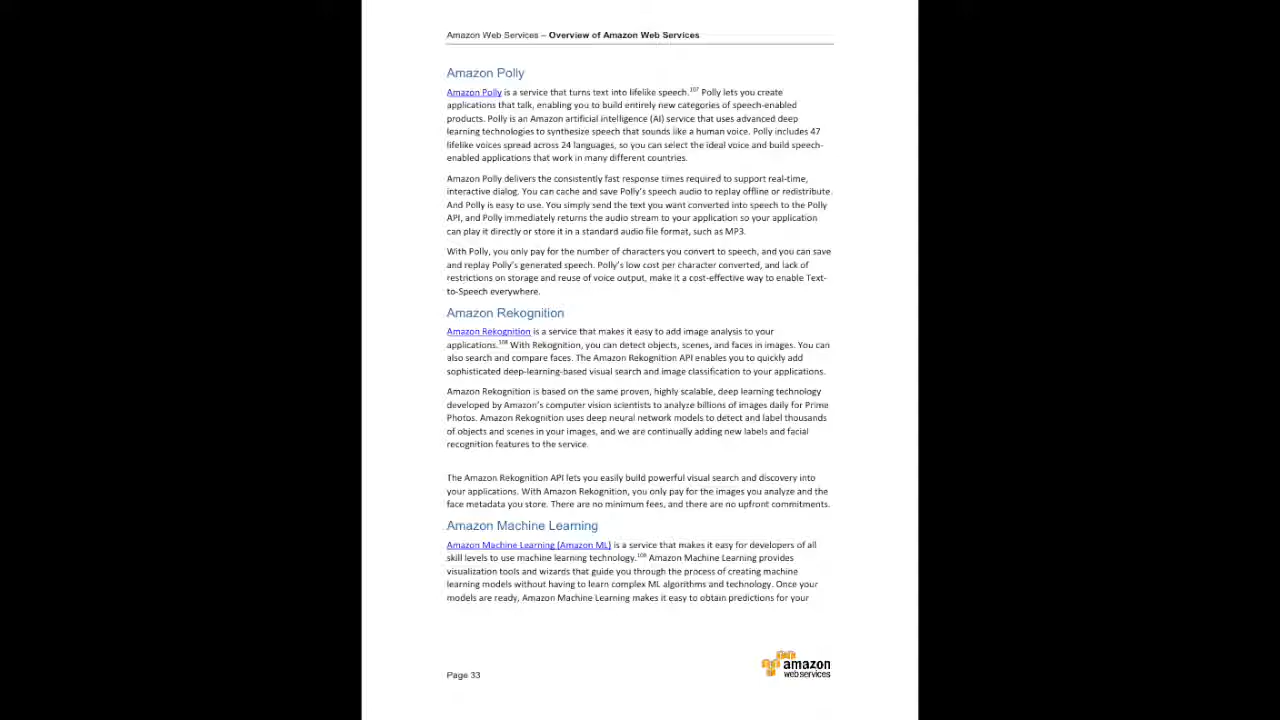 Amazon Web Services – Overview of Amazon Web Services
Amazon Polly
Amazon Polly is a service that turns text into lifelike speech.107 Polly lets you create
applications that talk, enabling you to build entirely new categories of speech-enabled
products. Polly is an Amazon artificial intelligence (AI) service that uses advanced deep
learning technologies to synthesize speech that sounds like a human voice. Polly includes 47
lifelike voices spread across 24 languages, so you can select the ideal voice and build speech-
enabled applications that work in many different countries.
Amazon Polly delivers the consistently fast response times required to support real-time,
interactive dialog. You can cache and save Polly's speech audio to replay offline or redistribute.
And Polly is easy to use. You simply send the text you want converted into speech to the Polly
API, and Polly immediately returns the audio stream to your application so your application
can play it directly or store it in a standard audio file format, such as MP3.
With Polly, you only pay for the number of characters you convert to speech, and you can save
and replay Polly's generated speech. Polly's low cost per character converted, and lack of
restrictions on storage and reuse of voice output, make it a cost-effective way to enable Text-
to-Speech everywhere.
Amazon Rekognition
Amazon Rekognition is a service that makes it easy to add image analysis to your
applications.108 With Rekognition, you can detect objects, scenes, and faces in images. You can
also search and compare faces. The Amazon Rekognition API enables you to quickly add
sophisticated deep-learning-based visual search and image classification to your applications.
Amazon Rekognition is based on the same proven, highly scalable, deep learning technology
developed by Amazon's computer vision scientists to analyze billions of images daily for Prime
Photos. Amazon Rekognition uses deep neural network models to detect and label thousands
of objects and scenes in your images, and we are continually adding new labels and facial
recognition features to the service.
The Amazon Rekognition API lets you easily build powerful visual search and discovery into
your applications. With Amazon Rekognition, you only pay for the images you analyze and the
face metadata you store. There are no minimum fees, and there are no upfront commitments.
Amazon Machine Learning
Amazon Machine Learning (Amazon ML) is a service that makes it easy for developers of all
skill levels to use machine learning technology.109 Amazon Machine Learning provides
visualization tools and wizards that guide you through the process of creating machine
learning models without having to learn complex ML algorithms and technology. Once your
models are ready, Amazon Machine Learning makes it easy to obtain predictions for your
Page 33
amazon
webservices